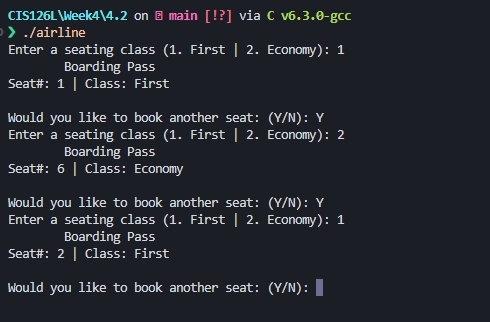 CIS126L\Week4\4.2 on main [!?] via C v6.3.0-gcc
❯ ./airline
Enter a seating class (1. First | 2. Economy): 1
Boarding Pass
Seat#: 1 | Class: First
Would you like to book another seat: (Y/N): Y
Enter a seating class (1. First | 2. Economy): 2
Boarding Pass
Seat#: 6 | Class: Economy
Would you like to book another seat: (Y/N): Y
Enter a seating class (1. First | 2. Economy): 1
Boarding Pass
Seat#: 2 | Class: First
Would you like to book another seat: (Y/N):